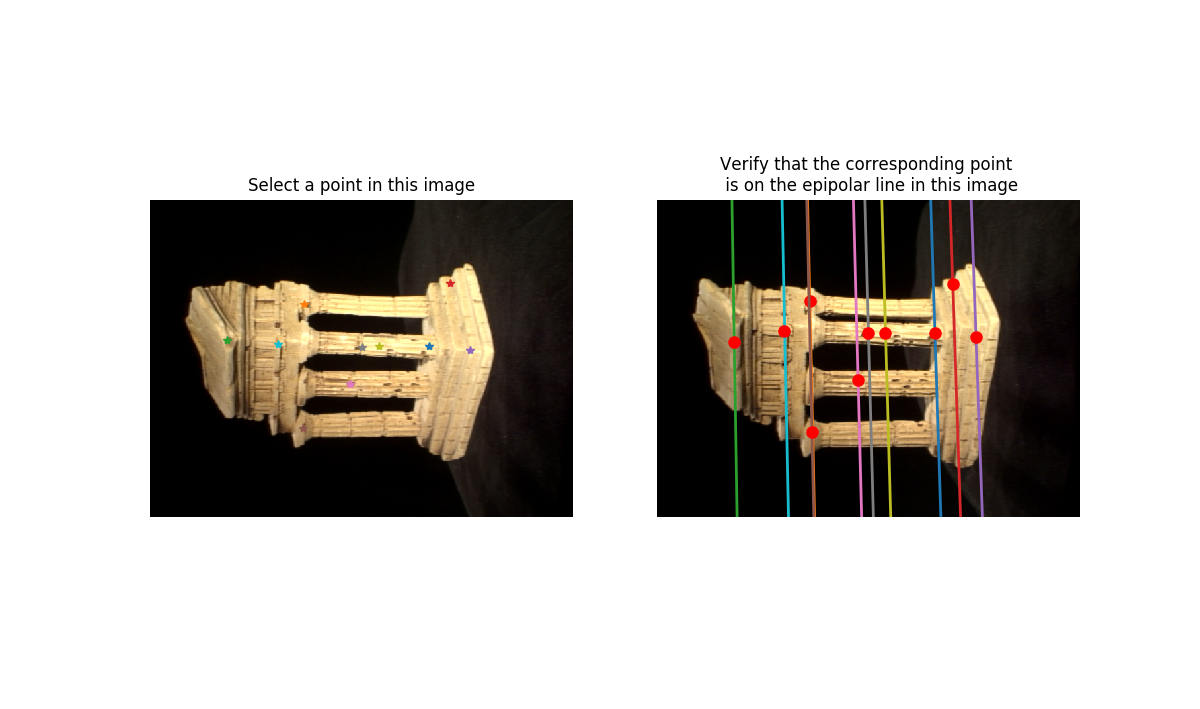 Select a point in this image
Verify that the corresponding point
is on the epipolar line in this image